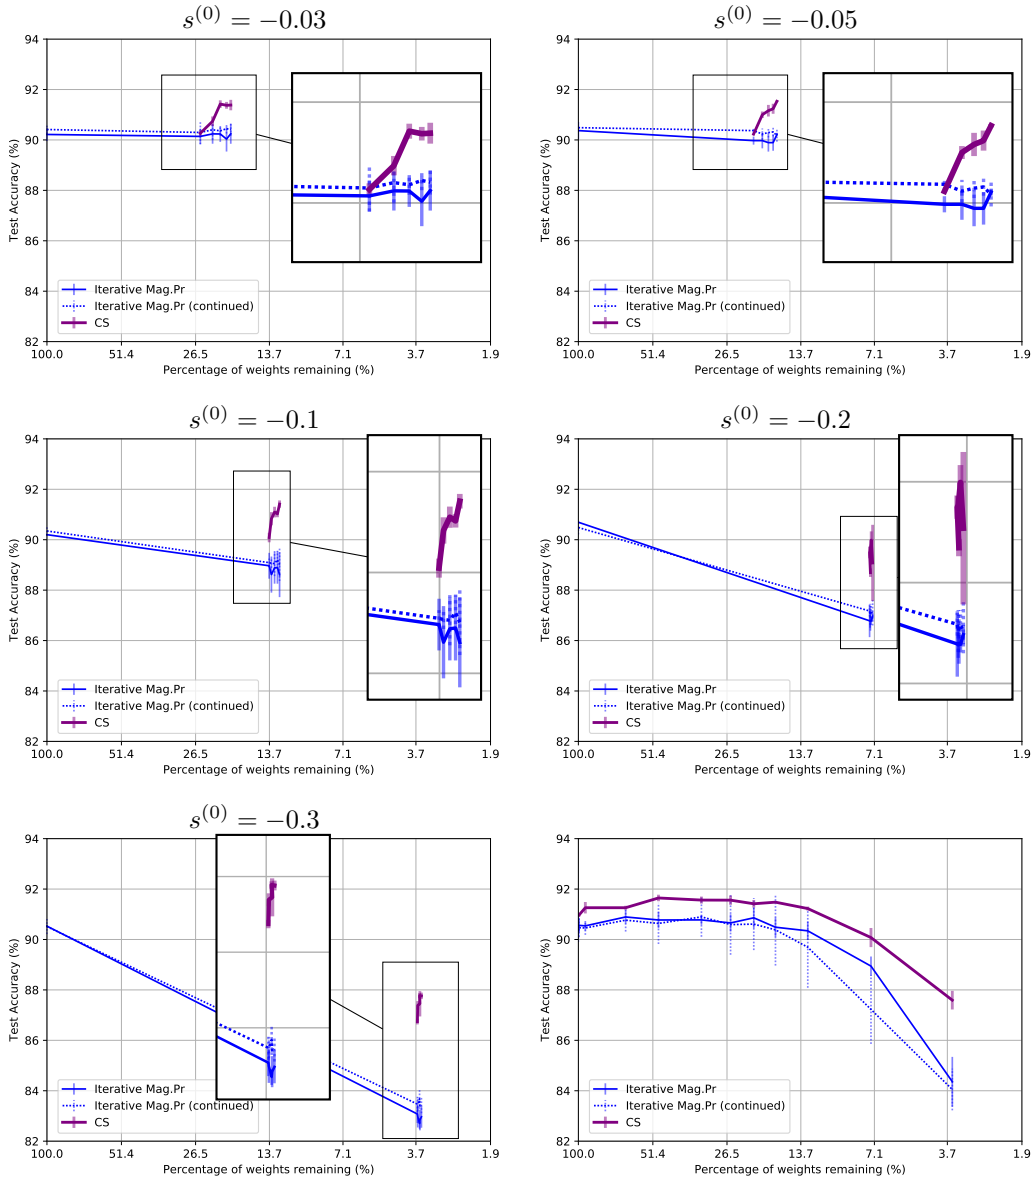 s^(0) = −0.03
94
92
90
88
86
84
82
Test Accuracy (%)
Iterative Mag.Pr
Iterative Mag.Pr (continued)
CS
100.0 51.4 26.5 13.7 7.1 3.7 1.9
Percentage of weights remaining (%)
s^(0) = −0.05
94
92
90
88
86
84
82
Test Accuracy (%)
Iterative Mag.Pr
Iterative Mag.Pr (continued)
CS
100.0 51.4 26.5 13.7 7.1 3.7 1.9
Percentage of weights remaining (%)
s^(0) = −0.1
94
92
90
88
86
84
82
Test Accuracy (%)
Iterative Mag.Pr
Iterative Mag.Pr (continued)
CS
100.0 51.4 26.5 13.7 7.1 3.7 1.9
Percentage of weights remaining (%)
s^(0) = −0.2
94
92
90
88
86
84
82
Test Accuracy (%)
Iterative Mag.Pr
Iterative Mag.Pr (continued)
CS
100.0 51.4 26.5 13.7 7.1 3.7 1.9
Percentage of weights remaining (%)
s^(0) = −0.3
94
92
90
88
86
84
82
Test Accuracy (%)
Iterative Mag.Pr
Iterative Mag.Pr (continued)
CS
100.0 51.4 26.5 13.7 7.1 3.7 1.9
Percentage of weights remaining (%)
94
92
90
88
86
84
82
Test Accuracy (%)
Iterative Mag.Pr
Iterative Mag.Pr (continued)
CS
100.0 51.4 26.5 13.7 7.1 3.7 1.9
Percentage of weights remaining (%)